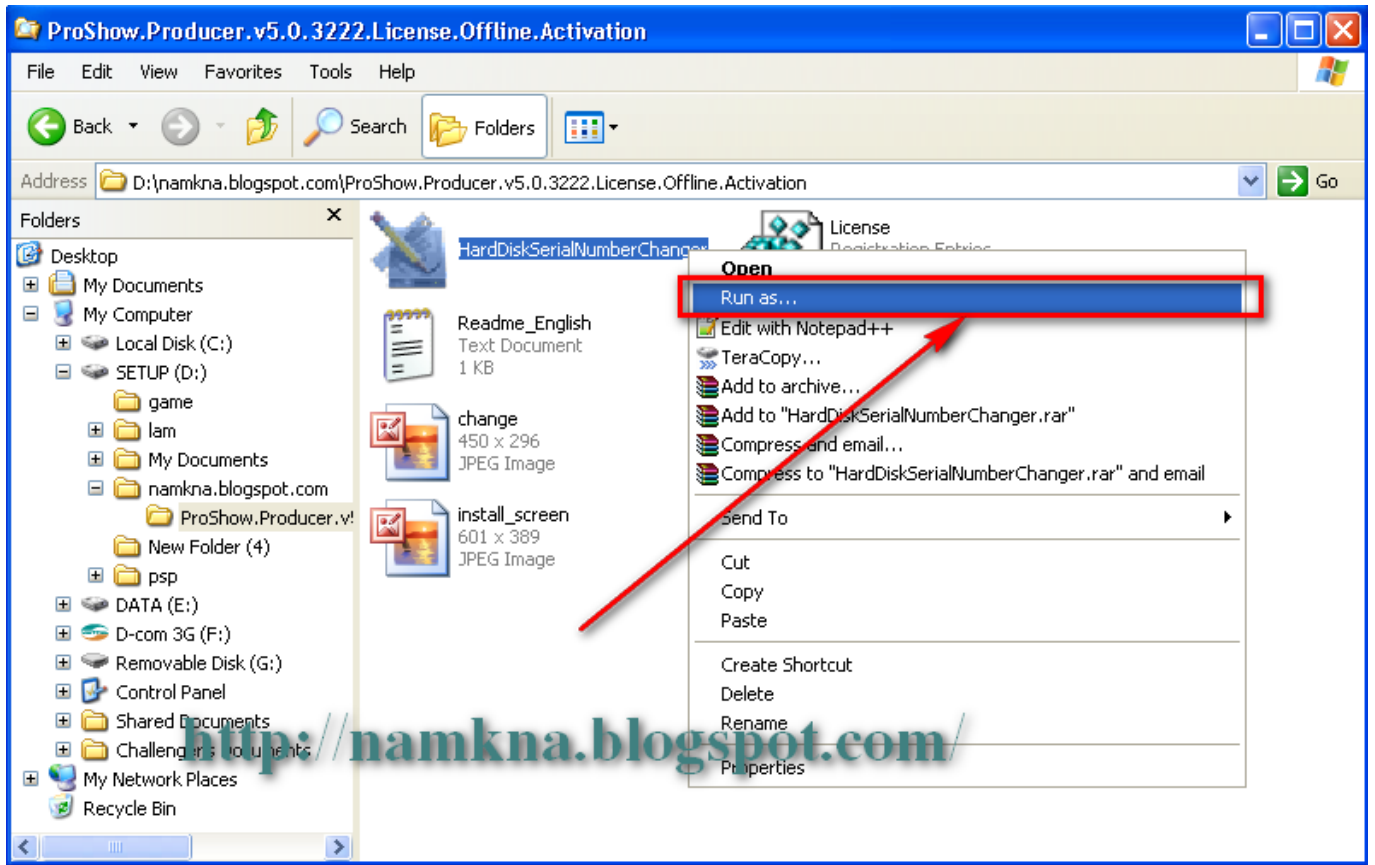 ProShow.Producer.v5.0.3222.License.Offline.Activation
File Edit View Favorites Tools Help
Back Search Folders
Address D:\namkna.blogspot.com\ProShow.Producer.v5.0.3222.License.Offline.Activation Go
Folders
Desktop
My Documents
My Computer
Local Disk (C:)
SETUP (D:)
game
lam
My Documents
namkna.blogspot.com
ProShow.Producer.v5
New Folder (4)
psp
DATA (E:)
D-com 3G (F:)
Removable Disk (G:)
Control Panel
Shared Documents
Challengers Documents
My Network Places
Recycle Bin
HardDiskSerialNumberChanger
License
Registration Entries
Readme_English
Text Document
1 KB
change
450 x 296
JPEG Image
install_screen
601 x 389
JPEG Image
Open
Run as...
Edit with Notepad++
TeraCopy...
Add to archive...
Add to "HardDiskSerialNumberChanger.rar"
Compress and email...
Compress to "HardDiskSerialNumberChanger.rar" and email
Send To
Cut
Copy
Paste
Create Shortcut
Delete
Rename
Properties
http://namkna.blogspot.com/